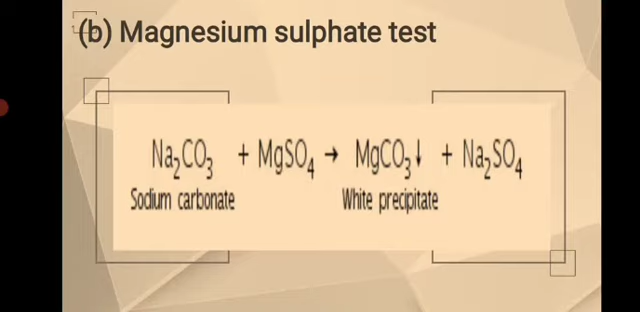 (b) Magnesium sulphate test
Na₂CO₃ + MgSO₄ → MgCO₃↓ + Na₂SO₄
Sodium carbonate White precipitate